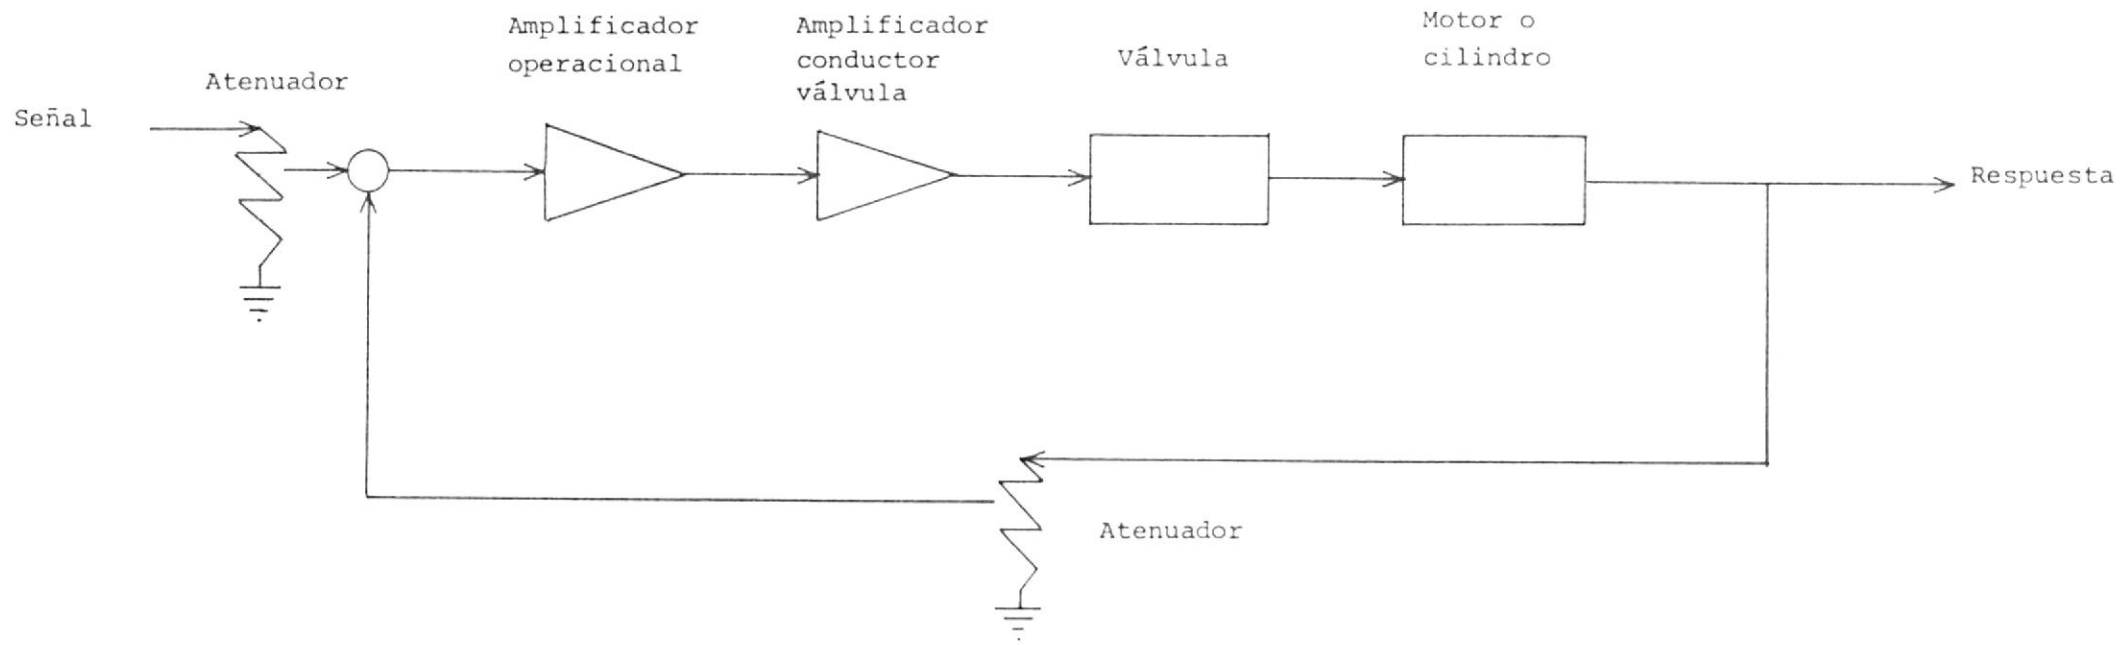 Señal
Atenuador
Amplificador
operacional
Amplificador
conductor
válvula
Válvula
Motor o
cilindro
Respuesta
Atenuador